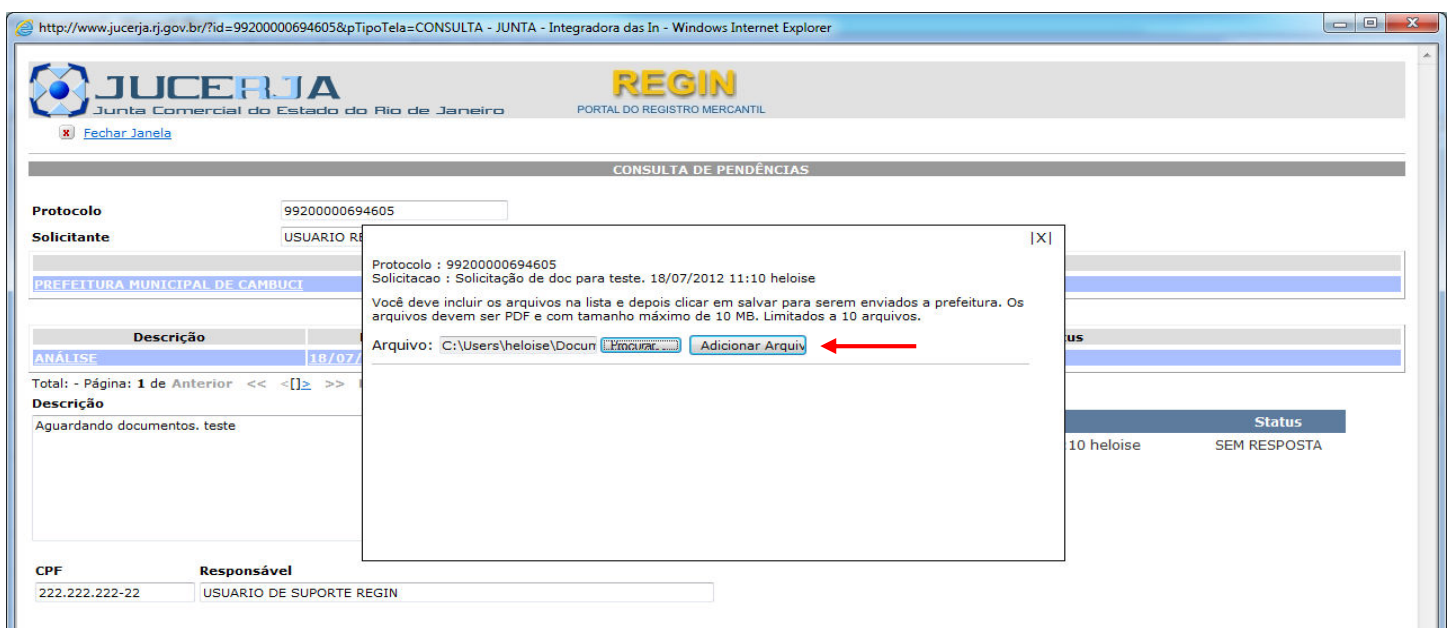 http://www.jucerja.rj.gov.br/?id=99200000694605&pTipoTela=CONSULTA - JUNTA - Integradora das In - Windows Internet Explorer
JUCERJA
Junta Comercial do Estado do Rio de Janeiro
REGIN
PORTAL DO REGISTRO MERCANTIL
Fechar Janela
CONSULTA DE PENDÊNCIAS
Protocolo 99200000694605
Solicitante USUARIO RE
|X|
Protocolo : 99200000694605
Solicitacao : Solicitação de doc para teste. 18/07/2012 11:10 heloise
PREFEITURA MUNICIPAL DE CAMBUCI
Você deve incluir os arquivos na lista e depois clicar em salvar para serem enviados a prefeitura. Os
arquivos devem ser PDF e com tamanho máximo de 10 MB. Limitados a 10 arquivos.
Arquivo: C:\Users\heloise\Docum Procurar... Adicionar Arquiv
Descrição tus
ANÁLISE 18/07/
Total: - Página: 1 de Anterior << <[]> >>
Descrição
Aguardando documentos. teste
Status
:10 heloise SEM RESPOSTA
CPF Responsável
222.222.222-22 USUARIO DE SUPORTE REGIN